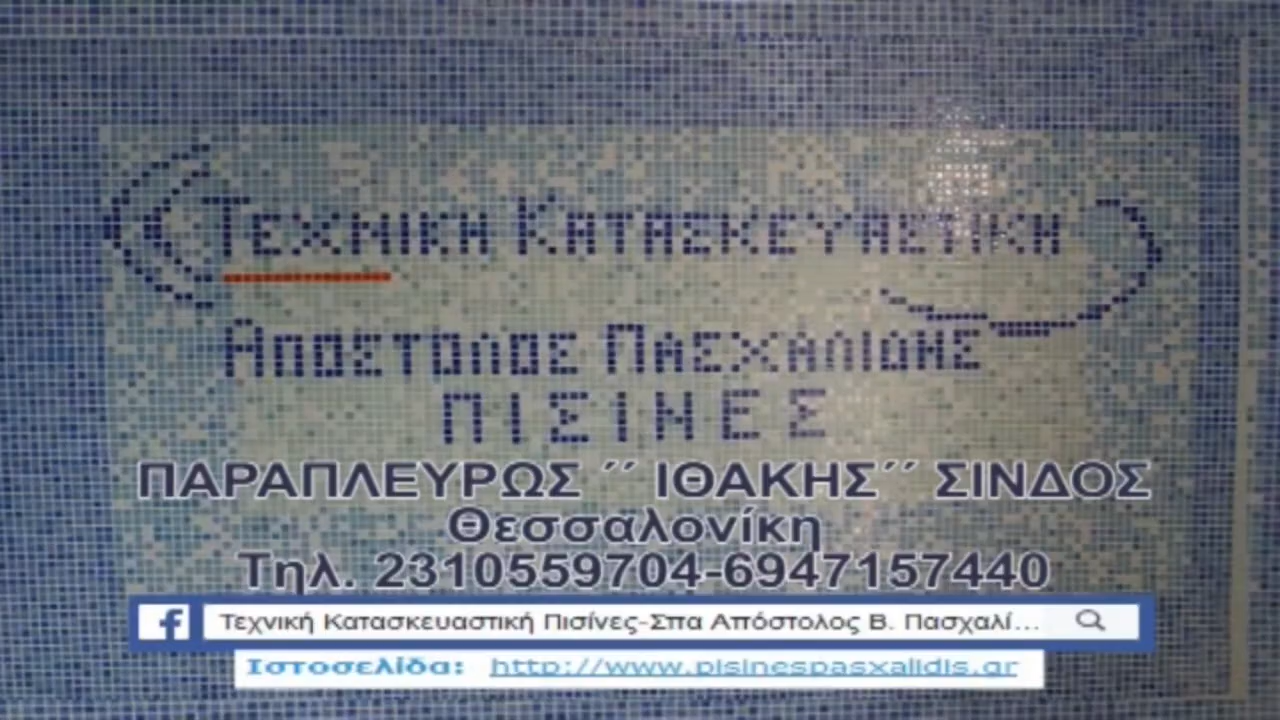 Τεχνικη Κατασκευαστικη
Αποστολος Πασχαλιδης
ΠΙΣΙΝΕΣ
ΠΑΡΑΠΛΕΥΡΩΣ ΄΄ ΙΘΑΚΗΣ΄΄ ΣΙΝΔΟΣ
Θεσσαλονίκη
Τηλ. 2310559704-6947157440
f Τεχνική Κατασκευαστική Πισίνες-Σπα Απόστολος Β. Πασχαλί...
Ιστοσελίδα: http://www.pisinespasxalidis.gr